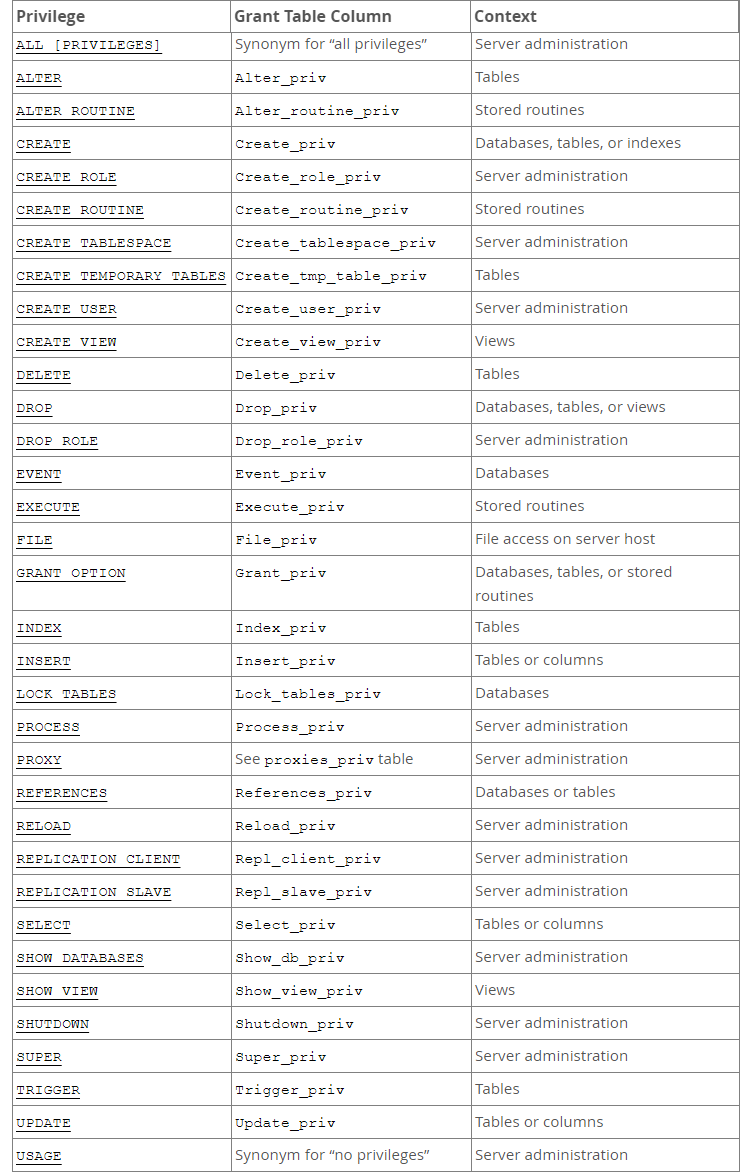 Privilege Grant Table Column Context
ALL [PRIVILEGES] Synonym for “all privileges” Server administration
ALTER Alter_priv Tables
ALTER ROUTINE Alter_routine_priv Stored routines
CREATE Create_priv Databases, tables, or indexes
CREATE ROLE Create_role_priv Server administration
CREATE ROUTINE Create_routine_priv Stored routines
CREATE TABLESPACE Create_tablespace_priv Server administration
CREATE TEMPORARY TABLES Create_tmp_table_priv Tables
CREATE USER Create_user_priv Server administration
CREATE VIEW Create_view_priv Views
DELETE Delete_priv Tables
DROP Drop_priv Databases, tables, or views
DROP ROLE Drop_role_priv Server administration
EVENT Event_priv Databases
EXECUTE Execute_priv Stored routines
FILE File_priv File access on server host
GRANT OPTION Grant_priv Databases, tables, or stored
routines
INDEX Index_priv Tables
INSERT Insert_priv Tables or columns
LOCK TABLES Lock_tables_priv Databases
PROCESS Process_priv Server administration
PROXY See proxies_priv table Server administration
REFERENCES References_priv Databases or tables
RELOAD Reload_priv Server administration
REPLICATION CLIENT Repl_client_priv Server administration
REPLICATION SLAVE Repl_slave_priv Server administration
SELECT Select_priv Tables or columns
SHOW DATABASES Show_db_priv Server administration
SHOW VIEW Show_view_priv Views
SHUTDOWN Shutdown_priv Server administration
SUPER Super_priv Server administration
TRIGGER Trigger_priv Tables
UPDATE Update_priv Tables or columns
USAGE Synonym for “no privileges” Server administration